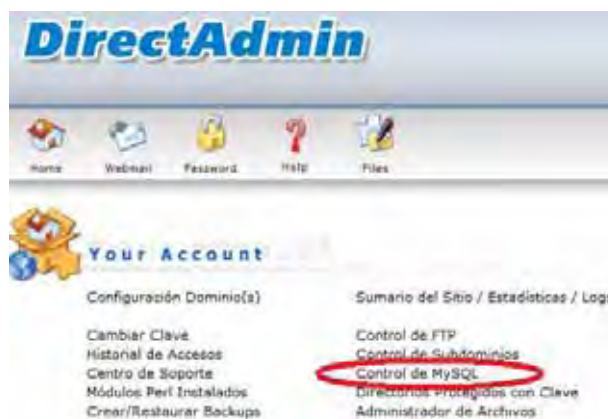 DirectAdmin
Home Webmail Password Help Files
Your Account
Configuración Dominio(s) Sumario del Sitio / Estadísticas / Logs
Cambiar Clave Control de FTP
Historial de Accesos Control de Subdominios
Centro de Soporte Control de MySQL
Módulos Perl Instalados Directorios Protegidos con Clave
Crear/Restaurar Backups Administrador de Archivos